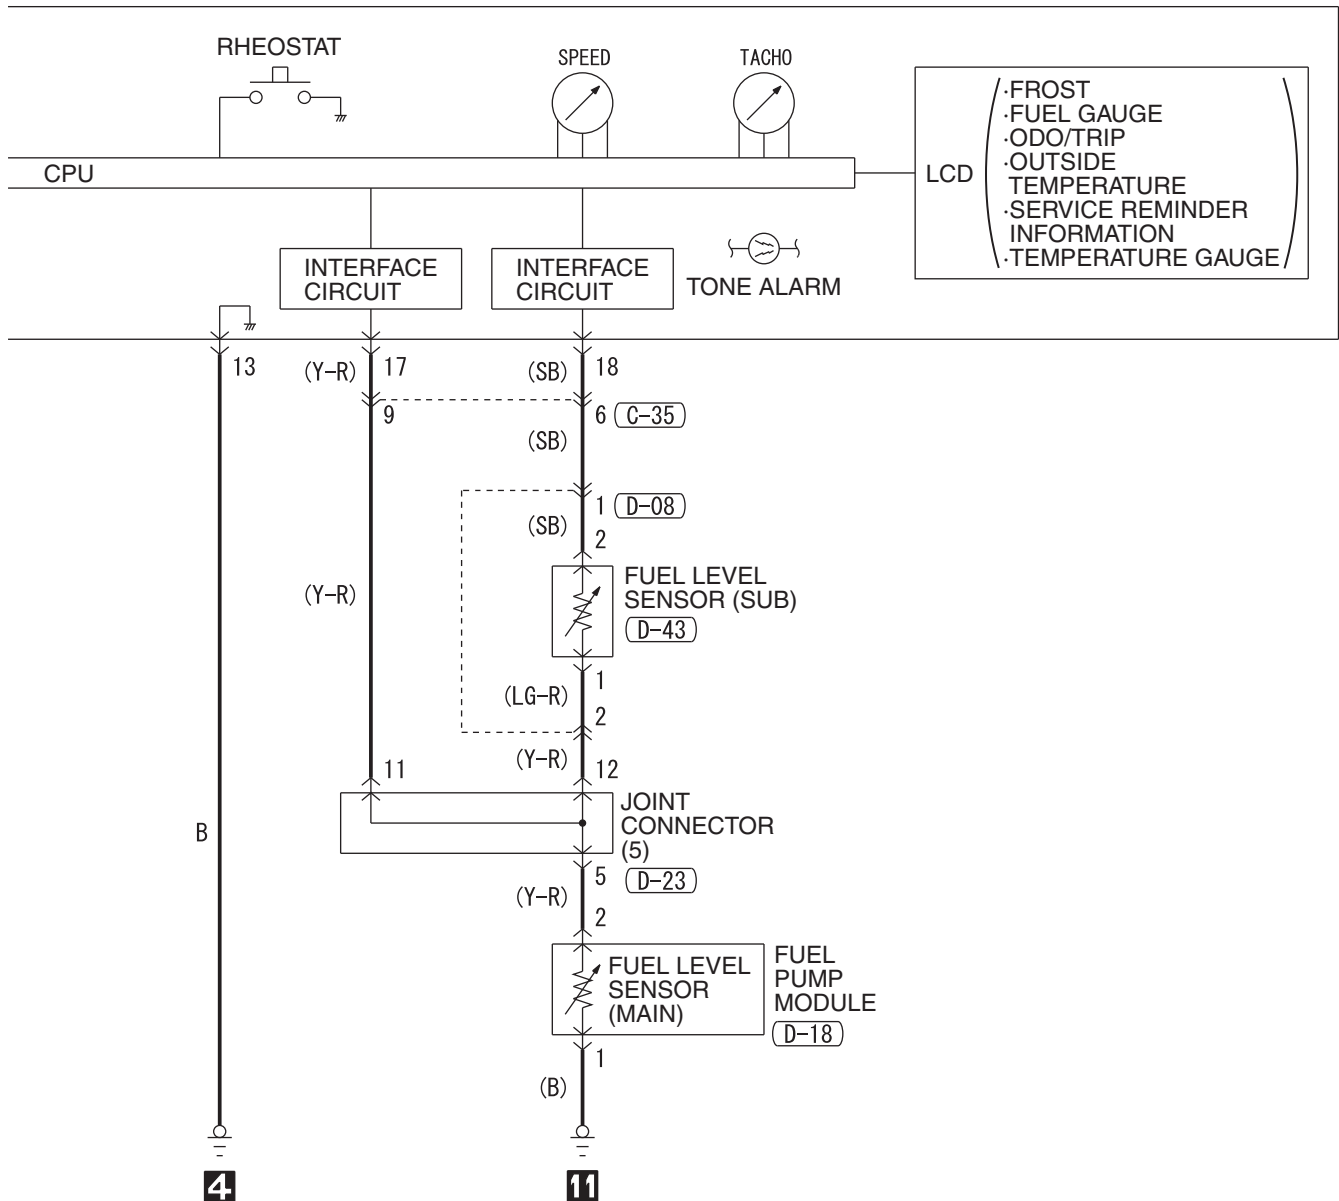 RHEOSTAT
SPEED
TACHO
CPU
LCD
·FROST
·FUEL GAUGE
·ODO/TRIP
·OUTSIDE
TEMPERATURE
·SERVICE REMINDER
INFORMATION
·TEMPERATURE GAUGE
INTERFACE
CIRCUIT
INTERFACE
CIRCUIT
TONE ALARM
13
(Y-R)
17
(SB)
18
9
6
C-35
(SB)
1
D-08
(SB)
2
(Y-R)
FUEL LEVEL
SENSOR (SUB)
D-43
1
(LG-R)
2
(Y-R)
11
12
JOINT
CONNECTOR
(5)
B
5
D-23
(Y-R)
2
FUEL LEVEL
SENSOR
(MAIN)
FUEL
PUMP
MODULE
D-18
1
(B)
4
11